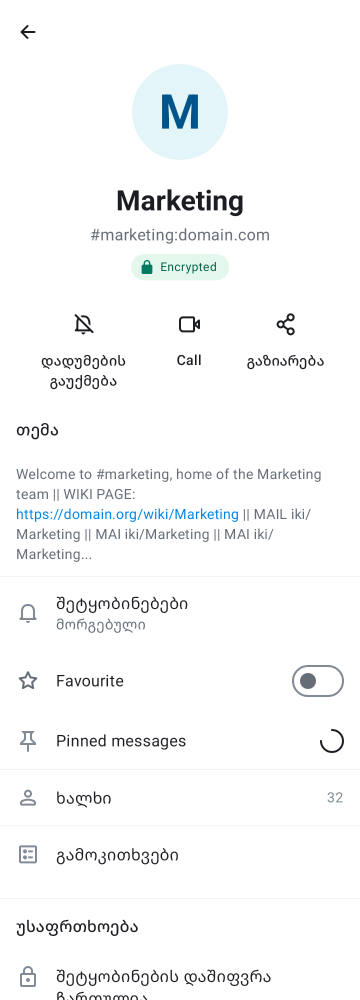 M
Marketing
#marketing:domain.com
Encrypted
დადუმების
გაუქმება
Call
გაზიარება
თემა
Welcome to #marketing, home of the Marketing
team || WIKI PAGE:
https://domain.org/wiki/Marketing || MAIL iki/
Marketing || MAI iki/Marketing || MAI iki/
Marketing...
შეტყობინებები
მორგებული
Favourite
Pinned messages
ხალხი
32
გამოკითხვები
უსაფრთხოება
შეტყობინების დაშიფვრა
ჩართულია